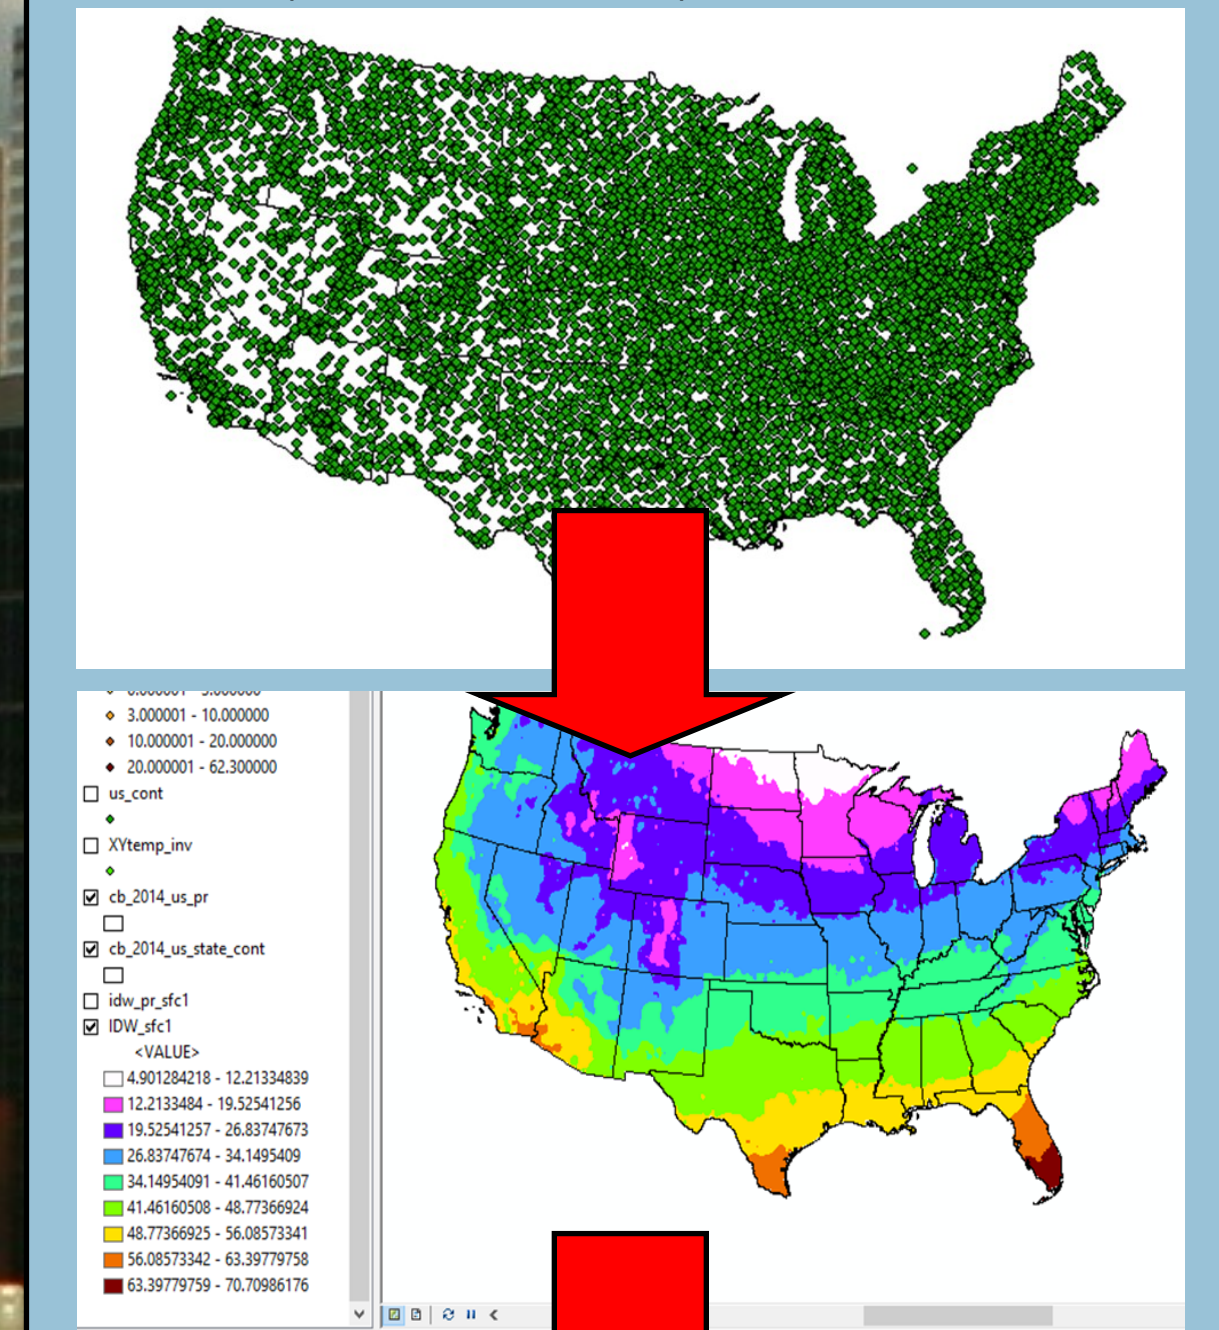 3.000001 - 10.000000
10.000001 - 20.000000
20.000001 - 62.300000
us_cont
XYtemp_inv
cb_2014_us_pr
cb_2014_us_state_cont
idw_pr_sfc1
IDW_sfc1
<VALUE>
4.901284218 - 12.21334839
12.2133484 - 19.52541256
19.52541257 - 26.83747673
26.83747674 - 34.1495409
34.14954091 - 41.46160507
41.46160508 - 48.77366924
48.77366925 - 56.08573341
56.08573342 - 63.39779758
63.39779759 - 70.70986176